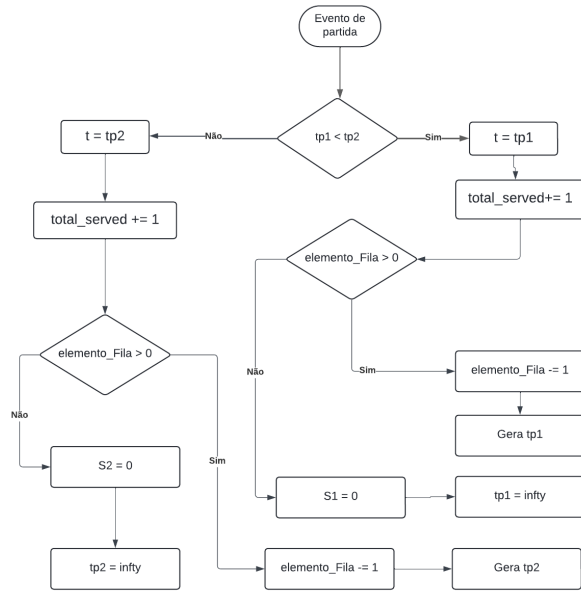 Evento de
partida
tp1 < tp2
Não
Sim
t = tp2
t = tp1
total_served += 1
total_served+= 1
elemento_Fila > 0
elemento_Fila > 0
Não
Sim
elemento_Fila -= 1
Não
Sim
Gera tp1
S2 = 0
S1 = 0
tp1 = infty
tp2 = infty
elemento_Fila -= 1
Gera tp2